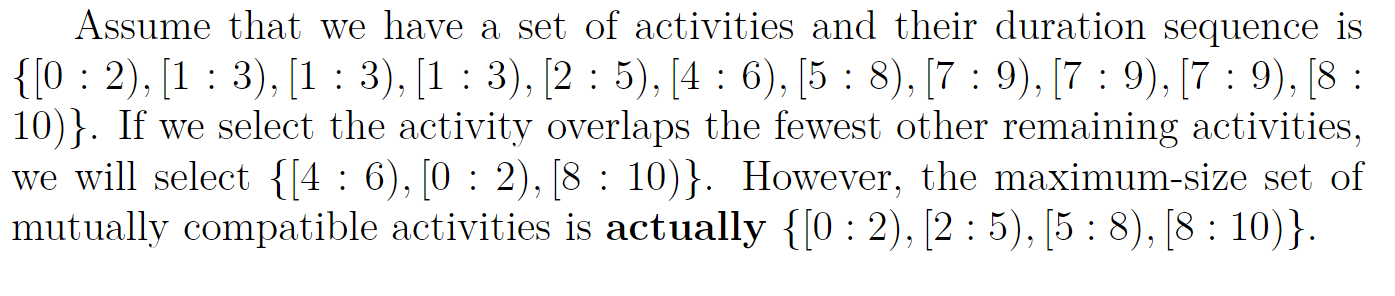 Assume that we have a set of activities and their duration sequence is
{[0 : 2), [1 : 3), [1 : 3), [1 : 3), [2 : 5), [4 : 6), [5 : 8), [7 : 9), [7 : 9), [7 : 9), [8 :
10)}. If we select the activity overlaps the fewest other remaining activities,
we will select {[4 : 6), [0 : 2), [8 : 10)}. However, the maximum-size set of
mutually compatible activities is actually {[0 : 2), [2 : 5), [5 : 8), [8 : 10)}.